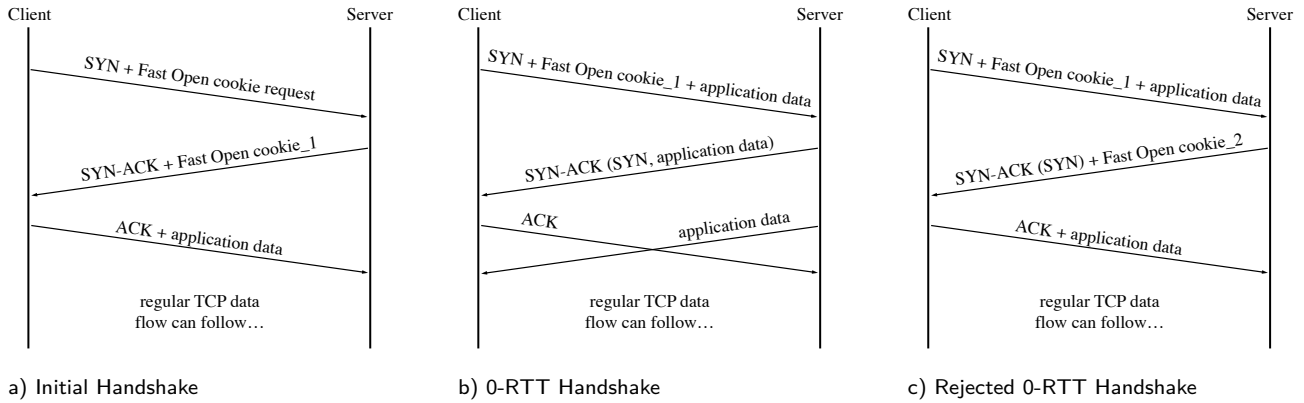 Client
Server
SYN + Fast Open cookie request
SYN-ACK + Fast Open cookie_1
ACK + application data
regular TCP data
flow can follow…
a) Initial Handshake
Client
Server
SYN + Fast Open cookie_1 + application data
SYN-ACK (SYN, application data)
ACK
application data
regular TCP data
flow can follow…
b) 0-RTT Handshake
Client
Server
SYN + Fast Open cookie_1 + application data
SYN-ACK (SYN) + Fast Open cookie_2
ACK + application data
regular TCP data
flow can follow…
c) Rejected 0-RTT Handshake